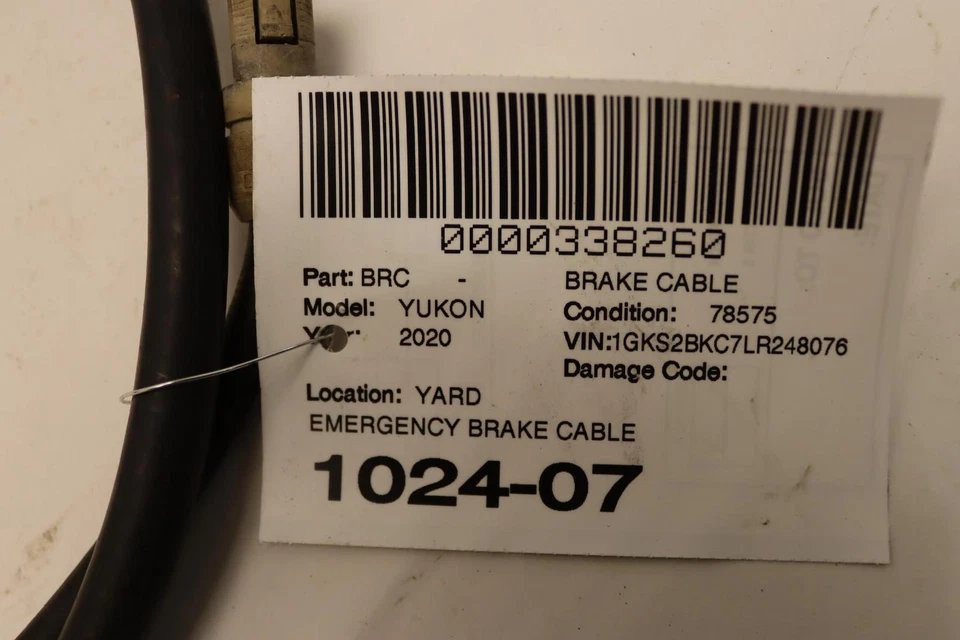 0000338260
Part: BRC - BRAKE CABLE
Model: YUKON Condition: 78575
2020 VIN:1GKS2BKC7LR248076
Damage Code:
Location: YARD
EMERGENCY BRAKE CABLE
1024-07